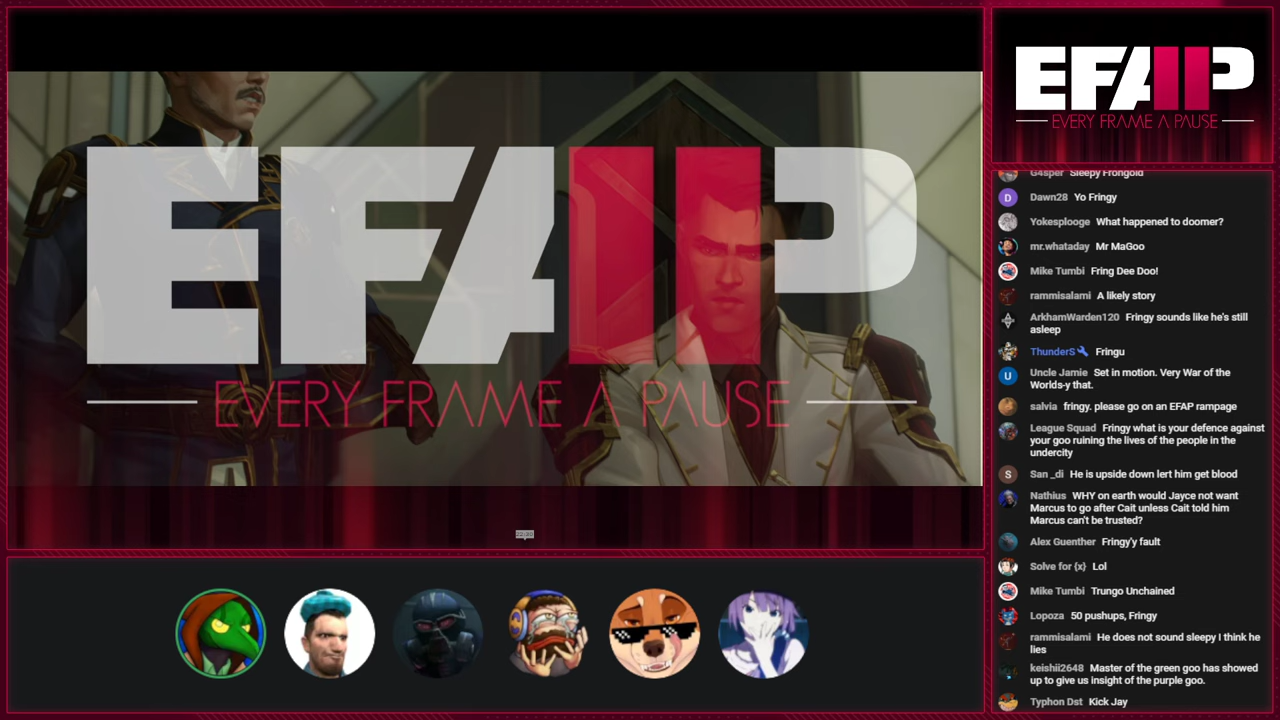 EFAP
EVERY FRAME A PAUSE
EFAP
EVERY FRAME A PAUSE
G4sper Sleepy Frongold
D Dawn28 Yo Fringy
Yokesplooge What happened to doomer?
mr.whataday Mr MaGoo
Mike Tumbi Fring Dee Doo!
rammisalami A likely story
ArkhamWarden120 Fringy sounds like he's still
asleep
ThunderS Fringu
U Uncle Jamie Set in motion. Very War of the
Worlds-y that.
salvia fringy. please go on an EFAP rampage
League Squad Fringy what is your defence against
your goo ruining the lives of the people in the
undercity
S San _di He is upside down lert him get blood
Nathius WHY on earth would Jayce not want
Marcus to go after Cait unless Cait told him
Marcus can't be trusted?
Alex Guenther Fringy'y fault
Solve for {x} Lol
Mike Tumbi Trungo Unchained
Lopoza 50 pushups, Fringy
rammisalami He does not sound sleepy I think he
lies
keishii2648 Master of the green goo has showed
up to give us insight of the purple goo.
Typhon Dst Kick Jay